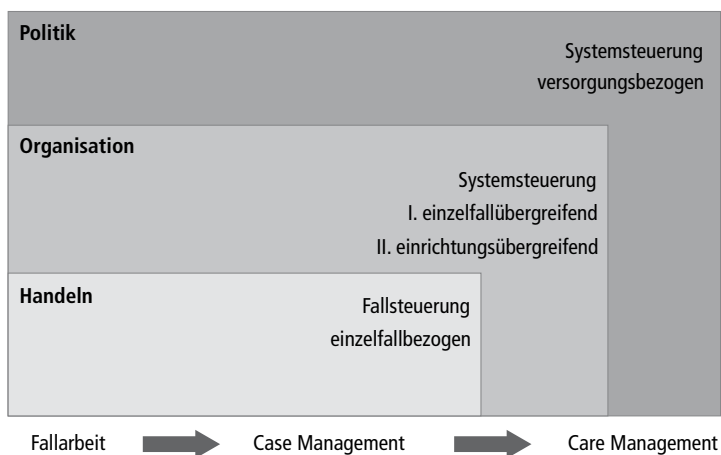 Politik
Systemsteuerung
versorgungsbezogen
Organisation
Systemsteuerung
I. einzelfallübergreifend
II. einrichtungsübergreifend
Handeln
Fallsteuerung
einzelfallbezogen
Fallarbeit Case Management Care Management